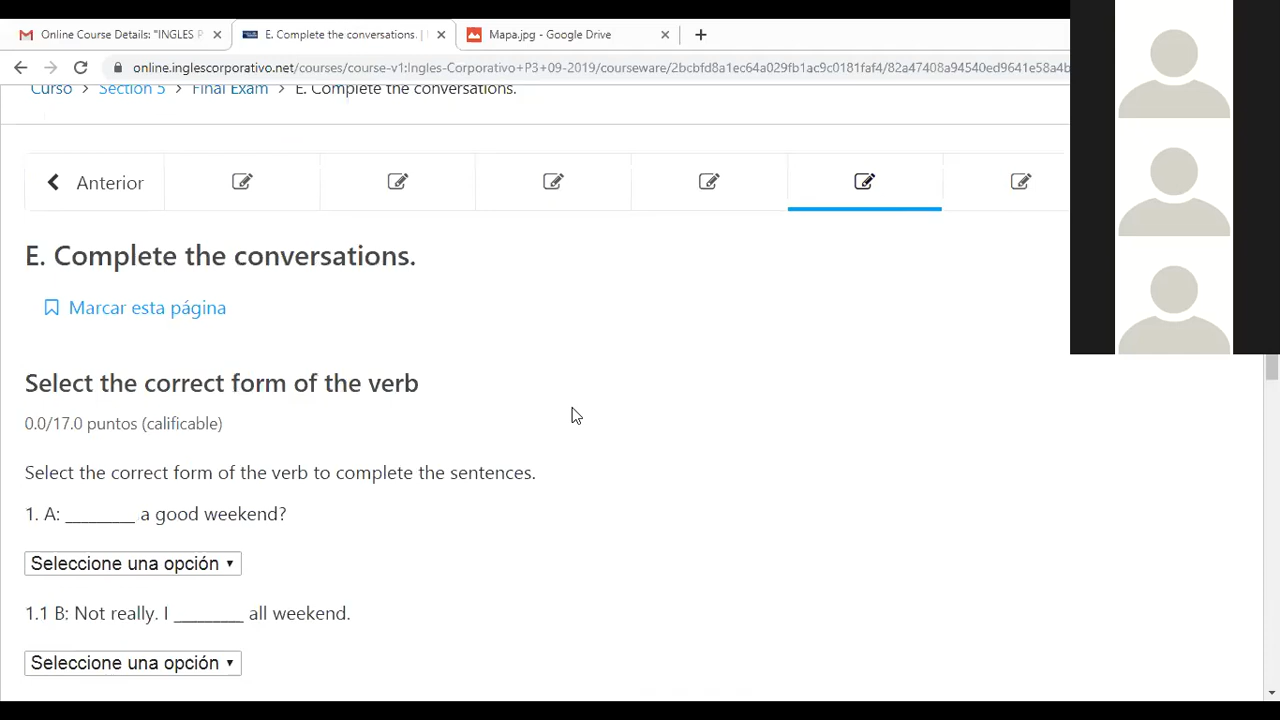 Online Course Details: "INGLES P
E. Complete the conversations. |
Mapa.jpg - Google Drive
online.inglescorporativo.net/courses/course-v1:Ingles-Corporativo+P3+09-2019/courseware/2bcbfd8a1ec64a029fb1ac9c0181faf4/82a47408a94540ed9641e58a4b
Curso > Section 5 > Final Exam > E. Complete the conversations.
Anterior
E. Complete the conversations.
Marcar esta página
Select the correct form of the verb
0.0/17.0 puntos (calificable)
Select the correct form of the verb to complete the sentences.
1. A: ________ a good weekend?
Seleccione una opción
1.1 B: Not really. I ________ all weekend.
Seleccione una opción